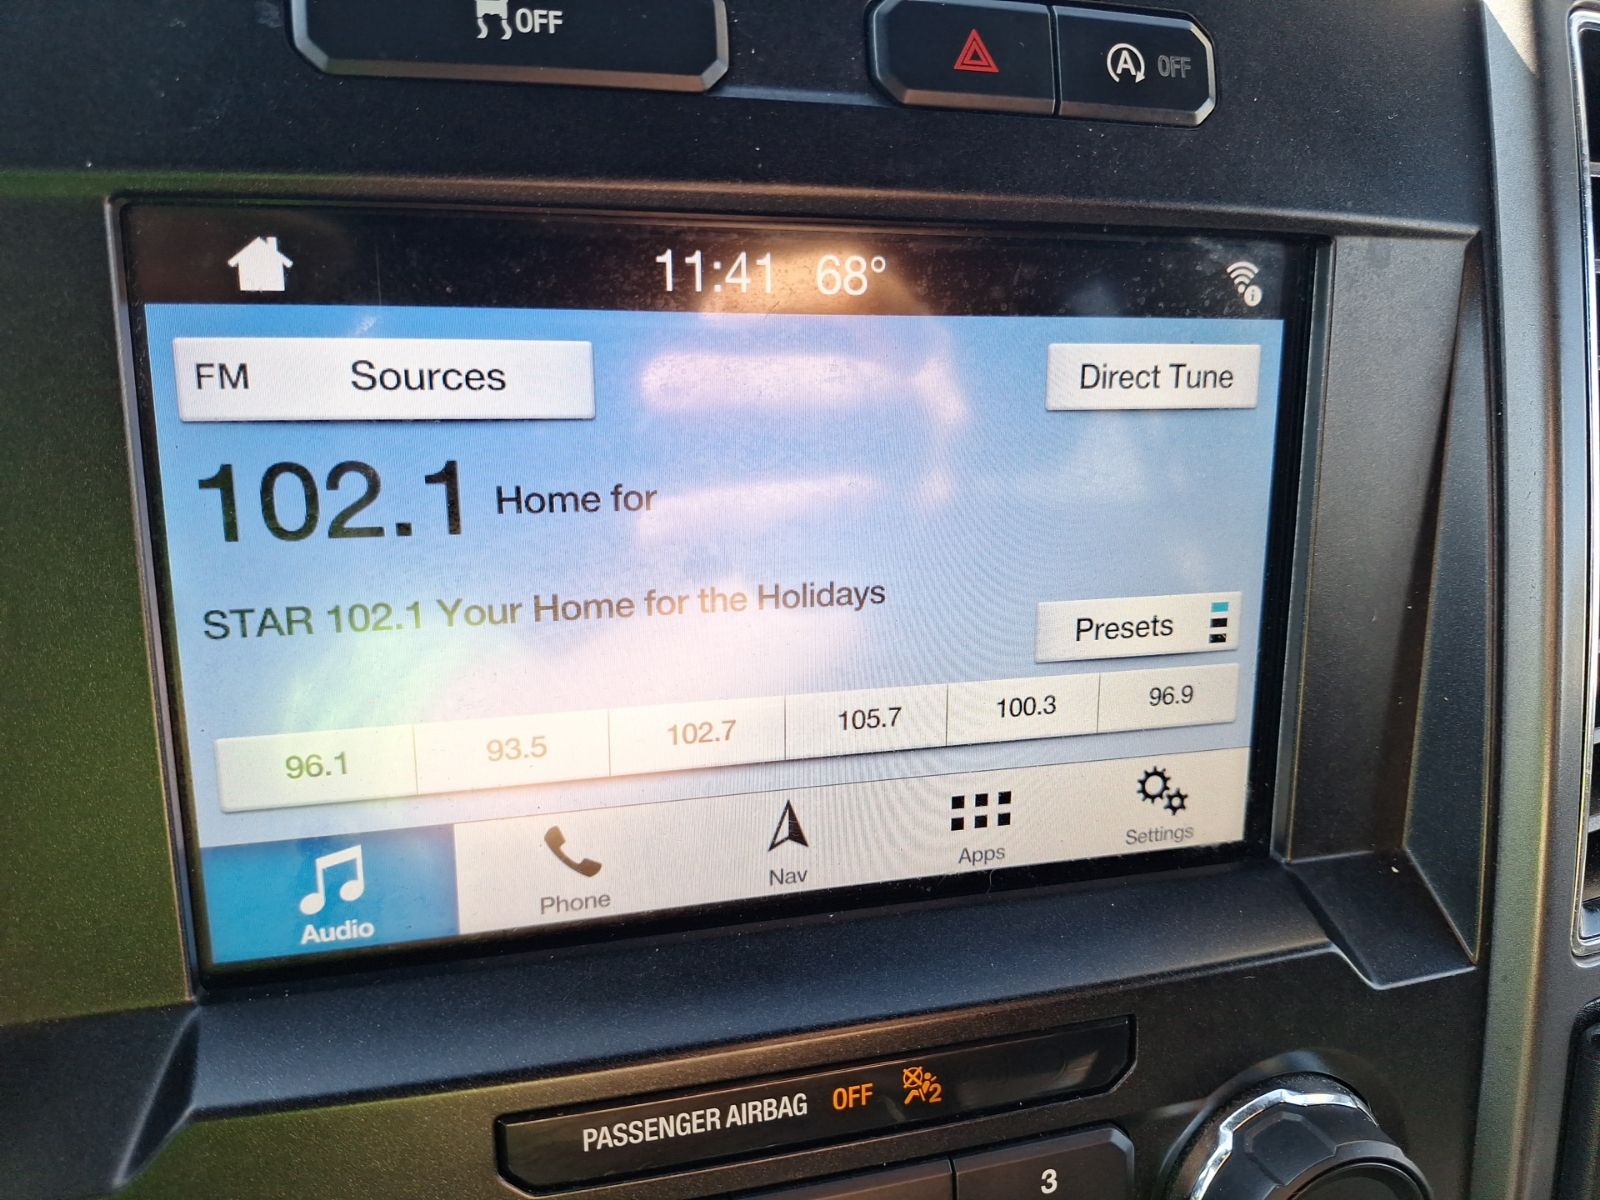 OFF
A OFF
11:41 68°
FM Sources
Direct Tune
102.1 Home for
STAR 102.1 Your Home for the Holidays
Presets
96.1 93.5 102.7 105.7 100.3 96.9
Audio Phone Nav Apps Settings
PASSENGER AIRBAG OFF 2
3